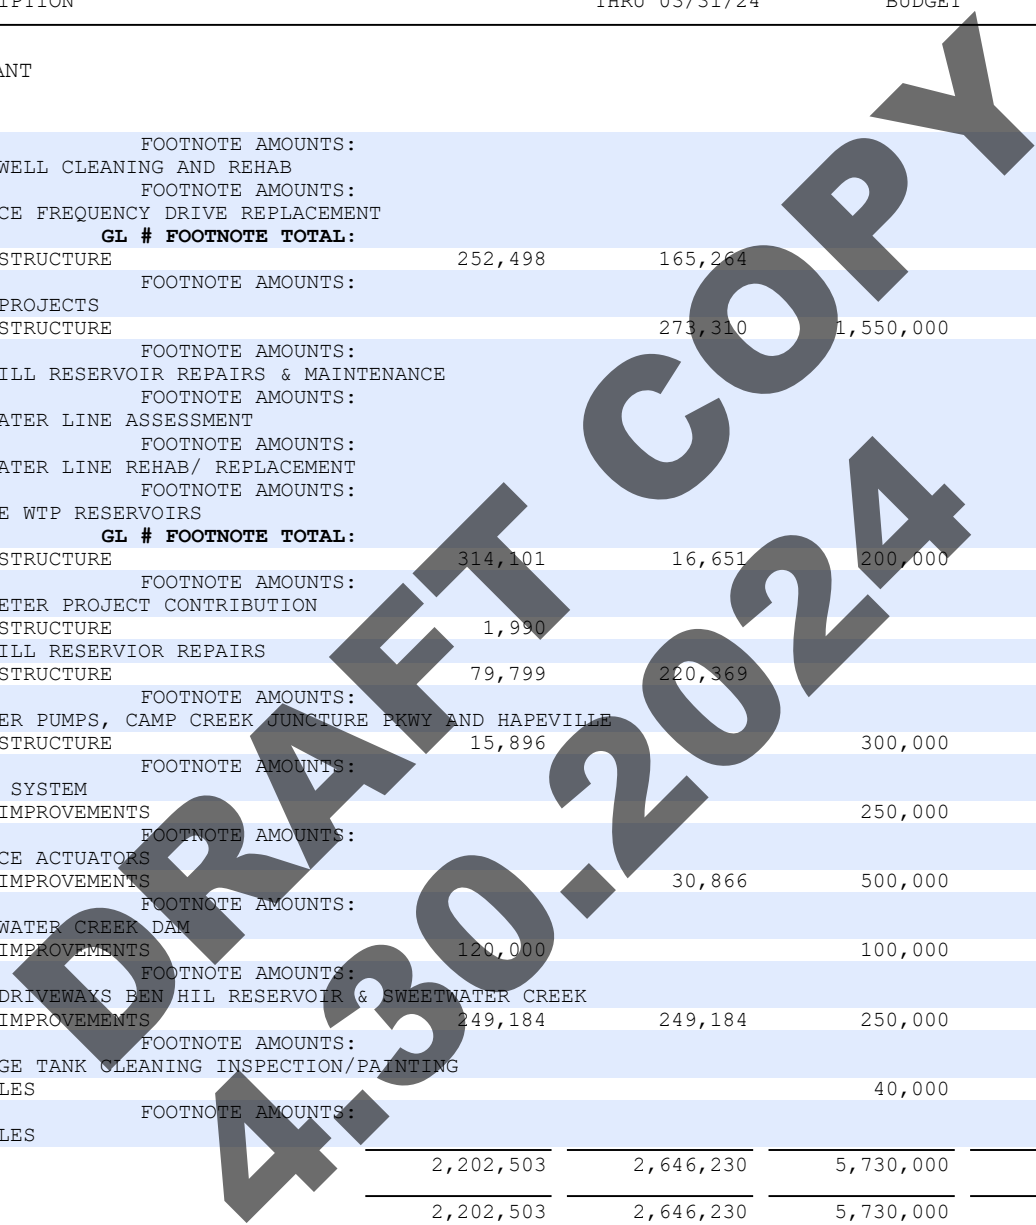 IPTION THRU 03/31/24 BUDGET
ANT
FOOTNOTE AMOUNTS:
WELL CLEANING AND REHAB
FOOTNOTE AMOUNTS:
CE FREQUENCY DRIVE REPLACEMENT
GL # FOOTNOTE TOTAL:
STRUCTURE 252,498 165,264
FOOTNOTE AMOUNTS:
PROJECTS
STRUCTURE 273,310 1,550,000
FOOTNOTE AMOUNTS:
ILL RESERVOIR REPAIRS & MAINTENANCE
FOOTNOTE AMOUNTS:
ATER LINE ASSESSMENT
FOOTNOTE AMOUNTS:
ATER LINE REHAB/ REPLACEMENT
FOOTNOTE AMOUNTS:
E WTP RESERVOIRS
GL # FOOTNOTE TOTAL:
STRUCTURE 314,101 16,651 200,000
FOOTNOTE AMOUNTS:
ETER PROJECT CONTRIBUTION
STRUCTURE 1,990
ILL RESERVIOR REPAIRS
STRUCTURE 79,799 220,369
FOOTNOTE AMOUNTS:
ER PUMPS, CAMP CREEK JUNCTURE PKWY AND HAPEVILLE
STRUCTURE 15,896 300,000
FOOTNOTE AMOUNTS:
SYSTEM
IMPROVEMENTS 250,000
FOOTNOTE AMOUNTS:
CE ACTUATORS
IMPROVEMENTS 30,866 500,000
FOOTNOTE AMOUNTS:
WATER CREEK DAM
IMPROVEMENTS 120,000 100,000
FOOTNOTE AMOUNTS:
DRIVEWAYS BEN HIL RESERVOIR & SWEETWATER CREEK
IMPROVEMENTS 249,184 249,184 250,000
FOOTNOTE AMOUNTS:
GE TANK CLEANING INSPECTION/PAINTING
LES 40,000
FOOTNOTE AMOUNTS:
LES
2,202,503 2,646,230 5,730,000
2,202,503 2,646,230 5,730,000
DRAFT COPY
4.30.2024